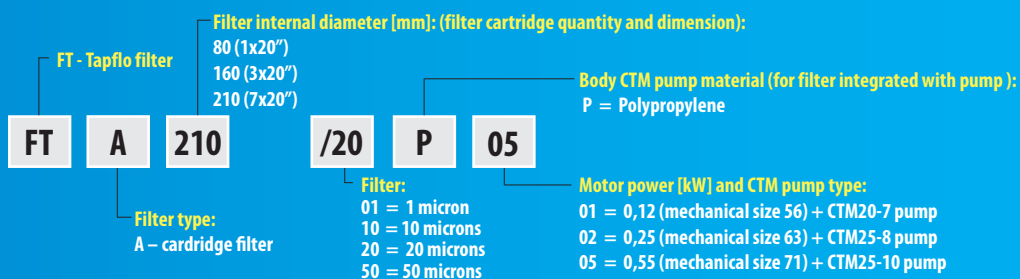 Filter internal diameter [mm]: (filter cartridge quantity and dimension):
80 (1x20”)
160 (3x20”)
210 (7x20”)
FT - Tapflo filter
Body CTM pump material (for filter integrated with pump ):
P = Polypropylene
FT A 210 /20 P 05
Filter type:
A – cardridge filter
Filter:
01 = 1 micron
10 = 10 microns
20 = 20 microns
50 = 50 microns
Motor power [kW] and CTM pump type:
01 = 0,12 (mechanical size 56) + CTM20-7 pump
02 = 0,25 (mechanical size 63) + CTM25-8 pump
05 = 0,55 (mechanical size 71) + CTM25-10 pump